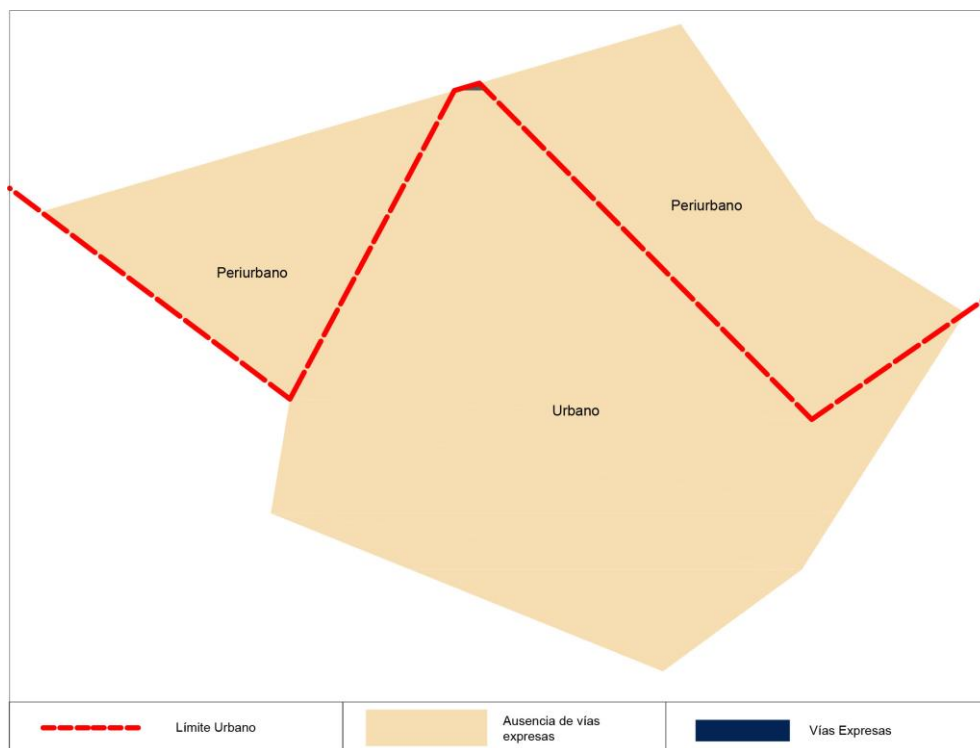 Periurbano
Periurbano
Urbano
Límite Urbano
Ausencia de vías
expresas
Vías Expresas